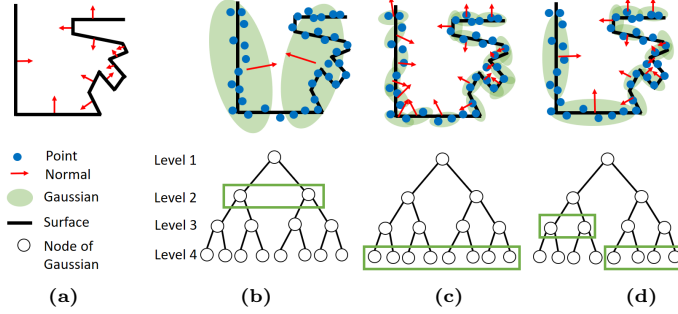 Point
Normal
Gaussian
Surface
Node of
Gaussian
Level 1
Level 2
Level 3
Level 4
(a)
(b)
(c)
(d)